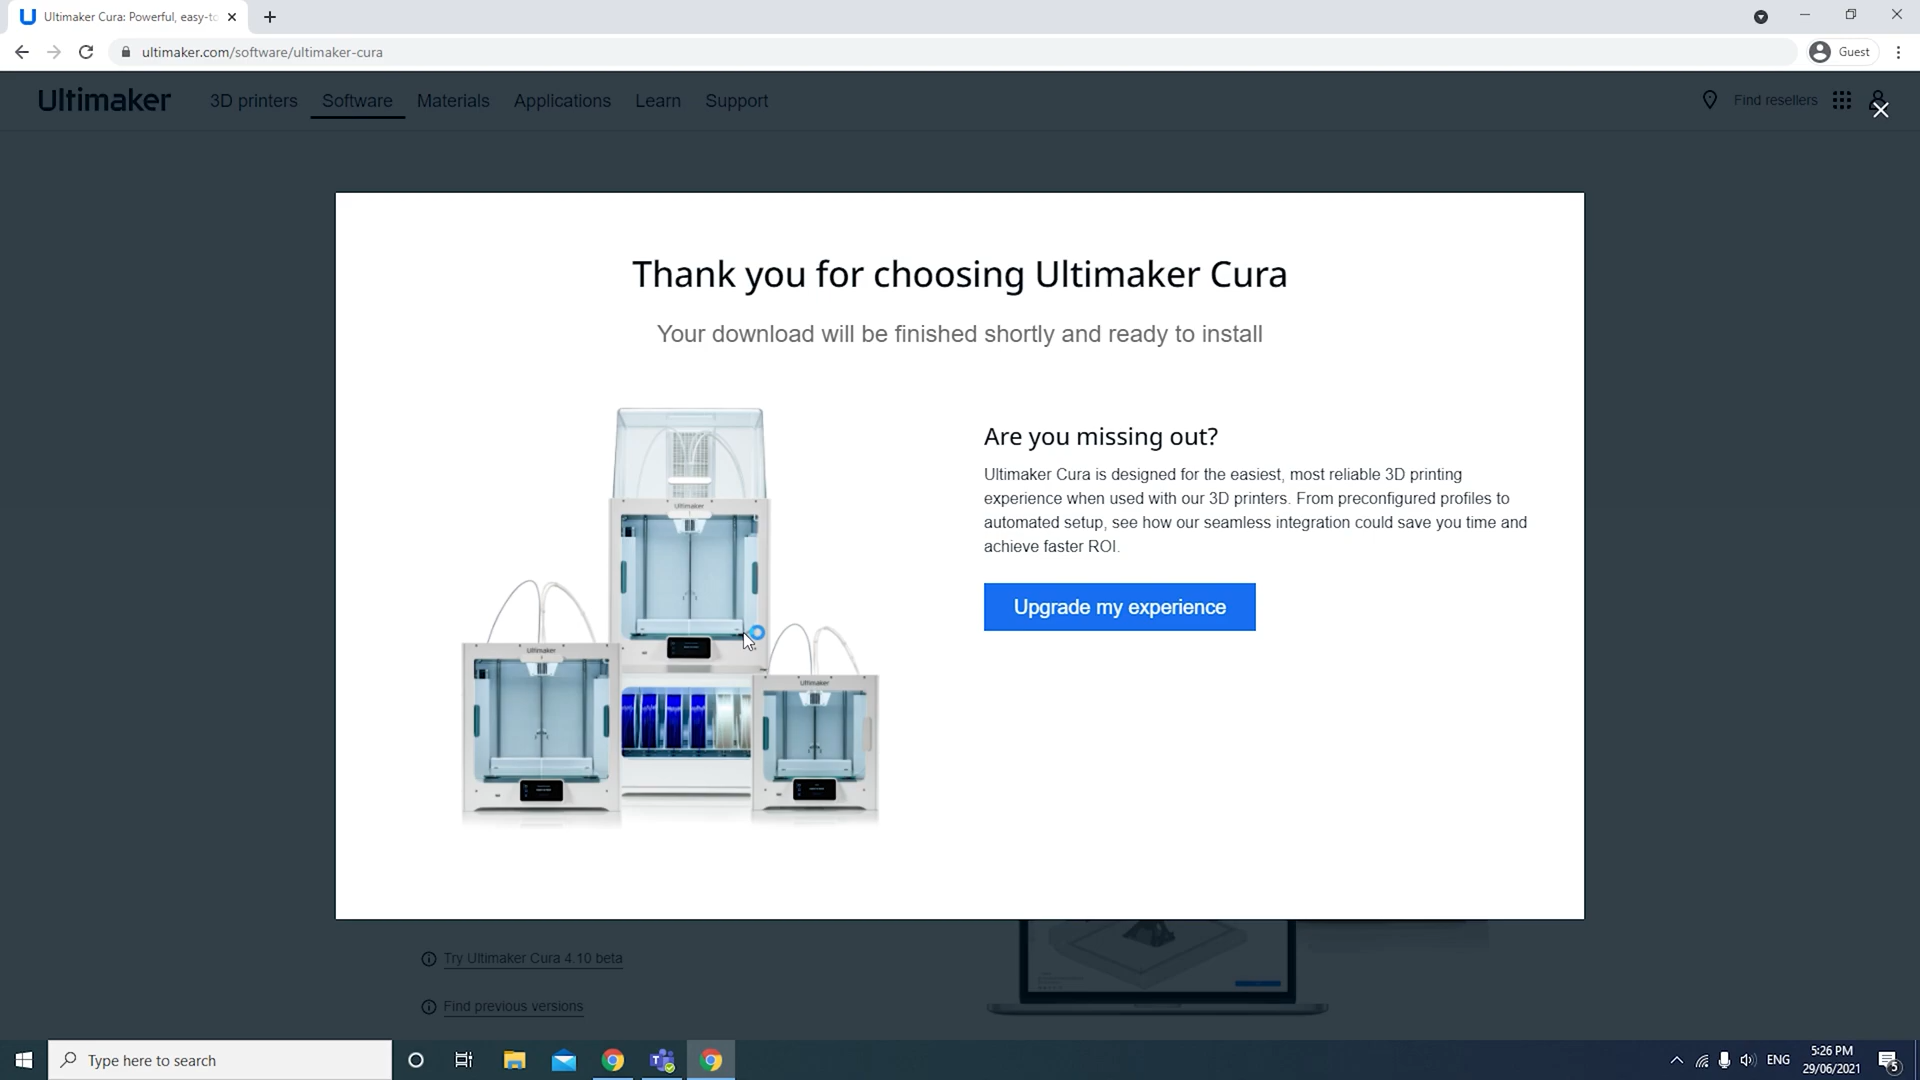 Ultimaker Cura: Powerful, easy-to
ultimaker.com/software/ultimaker-cura
Guest
Ultimaker
3D printers
Software
Materials
Applications
Learn
Support
Find resellers
Thank you for choosing Ultimaker Cura
Your download will be finished shortly and ready to install
Are you missing out?
Ultimaker Cura is designed for the easiest, most reliable 3D printing
experience when used with our 3D printers. From preconfigured profiles to
automated setup, see how our seamless integration could save you time and
achieve faster ROI.
Upgrade my experience
Ultimaker
Ultimaker
Ultimaker
Try Ultimaker Cura 4.10 beta
Find previous versions
Type here to search
ENG
5:26 PM
29/06/2021
5